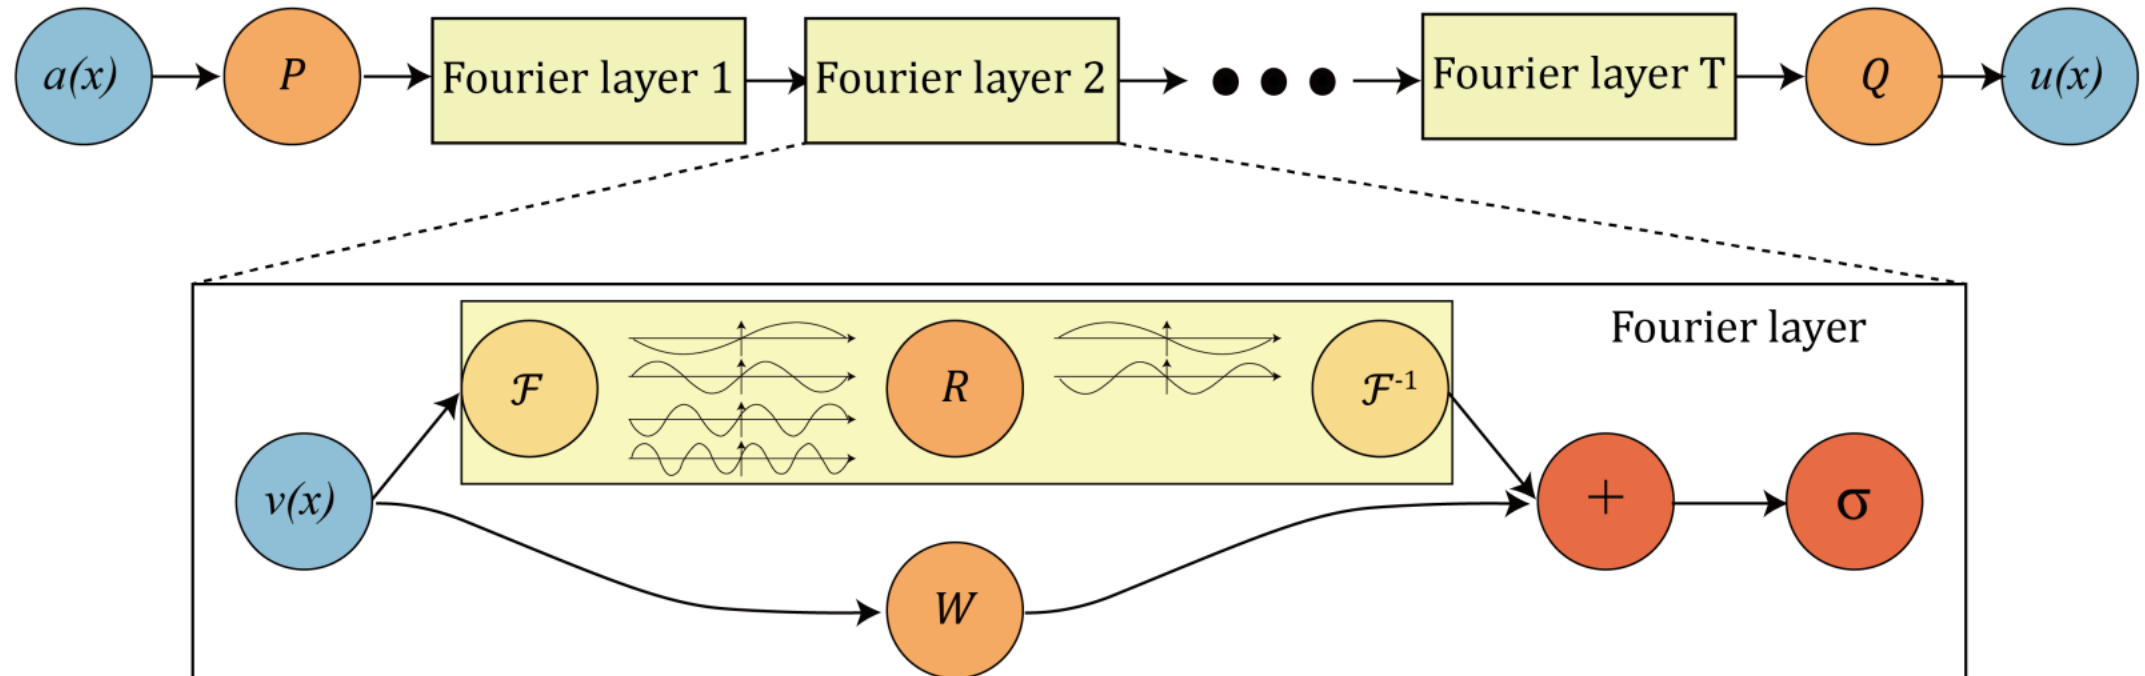 a(x) P Fourier layer 1 Fourier layer 2 Fourier layer T Q u(x)
Fourier layer
ℱ R ℱ⁻¹
v(x) + σ
W